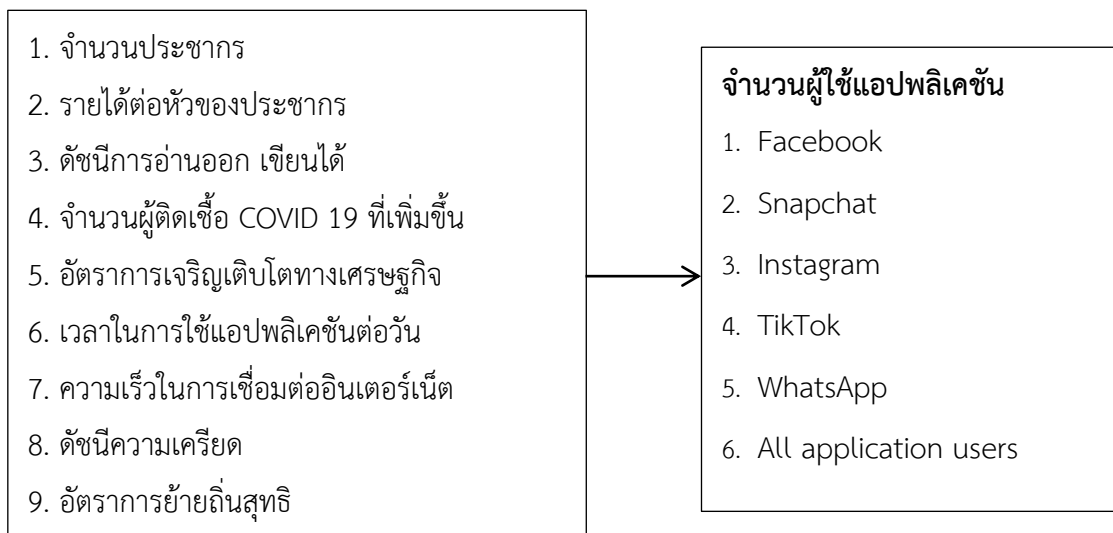 1. จำนวนประชากร
2. รายได้ต่อหัวของประชากร
3. ดัชนีการอ่านออก เขียนได้
4. จำนวนผู้ติดเชื้อ COVID 19 ที่เพิ่มขึ้น
5. อัตราการเจริญเติบโตทางเศรษฐกิจ
6. เวลาในการใช้แอปพลิเคชันต่อวัน
7. ความเร็วในการเชื่อมต่ออินเตอร์เน็ต
8. ดัชนีความเครียด
9. อัตราการย้ายถิ่นสุทธิ
จำนวนผู้ใช้แอปพลิเคชัน
1. Facebook
2. Snapchat
3. Instagram
4. TikTok
5. WhatsApp
6. All application users